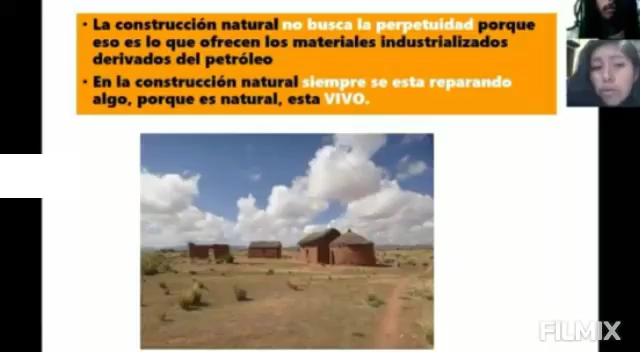 • La construcción natural no busca la perpetuidad porque
eso es lo que ofrecen los materiales industrializados
derivados del petróleo
• En la construcción natural siempre se esta reparando
algo, porque es natural, esta VIVO.
FILMIX